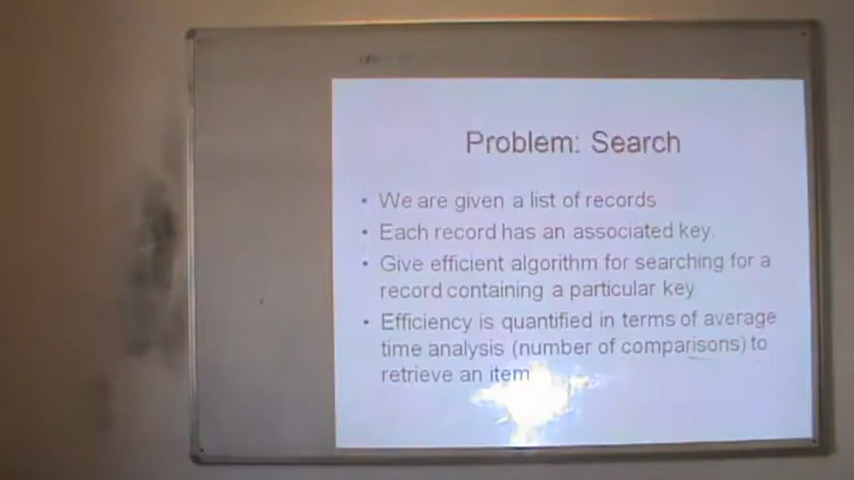 Problem: Search
• We are given a list of records
• Each record has an associated key.
• Give efficient algorithm for searching for a
record containing a particular key
• Efficiency is quantified in terms of average
time analysis (number of comparisons) to
retrieve an item